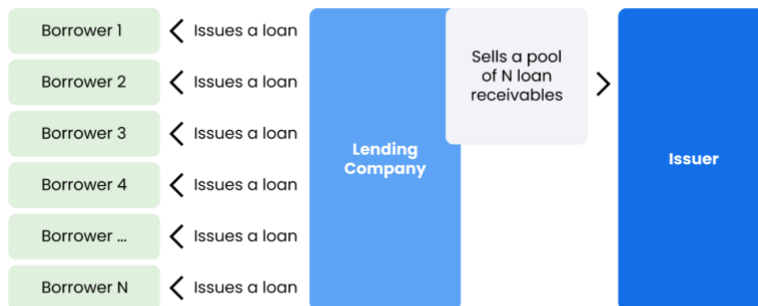 Borrower 1
Issues a loan
Borrower 2
Issues a loan
Borrower 3
Issues a loan
Borrower 4
Issues a loan
Borrower ...
Issues a loan
Borrower N
Issues a loan
Lending
Company
Sells a pool
of N loan
receivables
Issuer